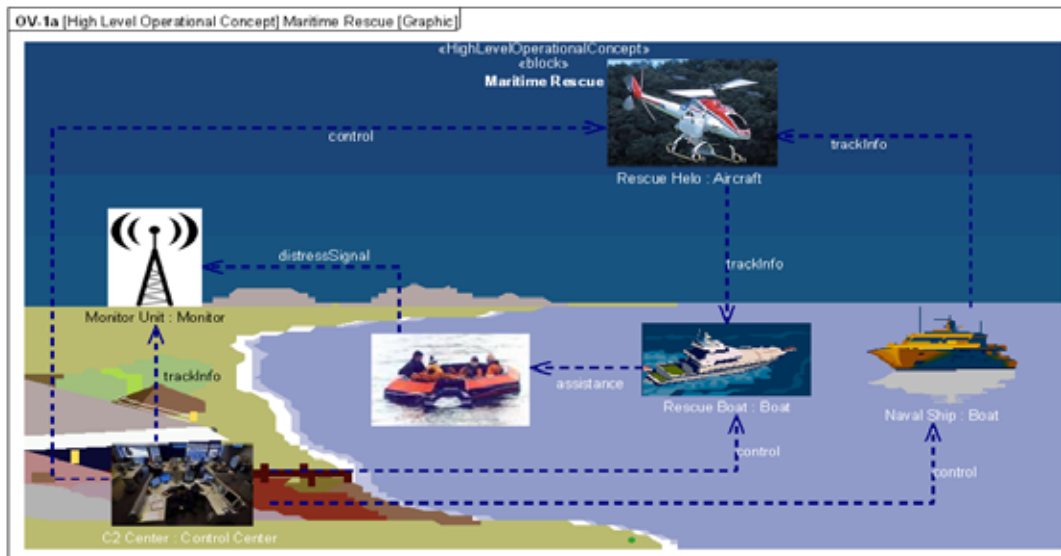 OV-1a [High Level Operational Concept] Maritime Rescue [Graphic]
«HighLevelOperationalConcept»
«block»
Maritime Rescue
control
trackInfo
Rescue Helo : Aircraft
distressSignal
trackInfo
Monitor Unit : Monitor
trackInfo
assistance
Rescue Boat : Boat
Naval Ship : Boat
control
control
C2 Center : Control Center